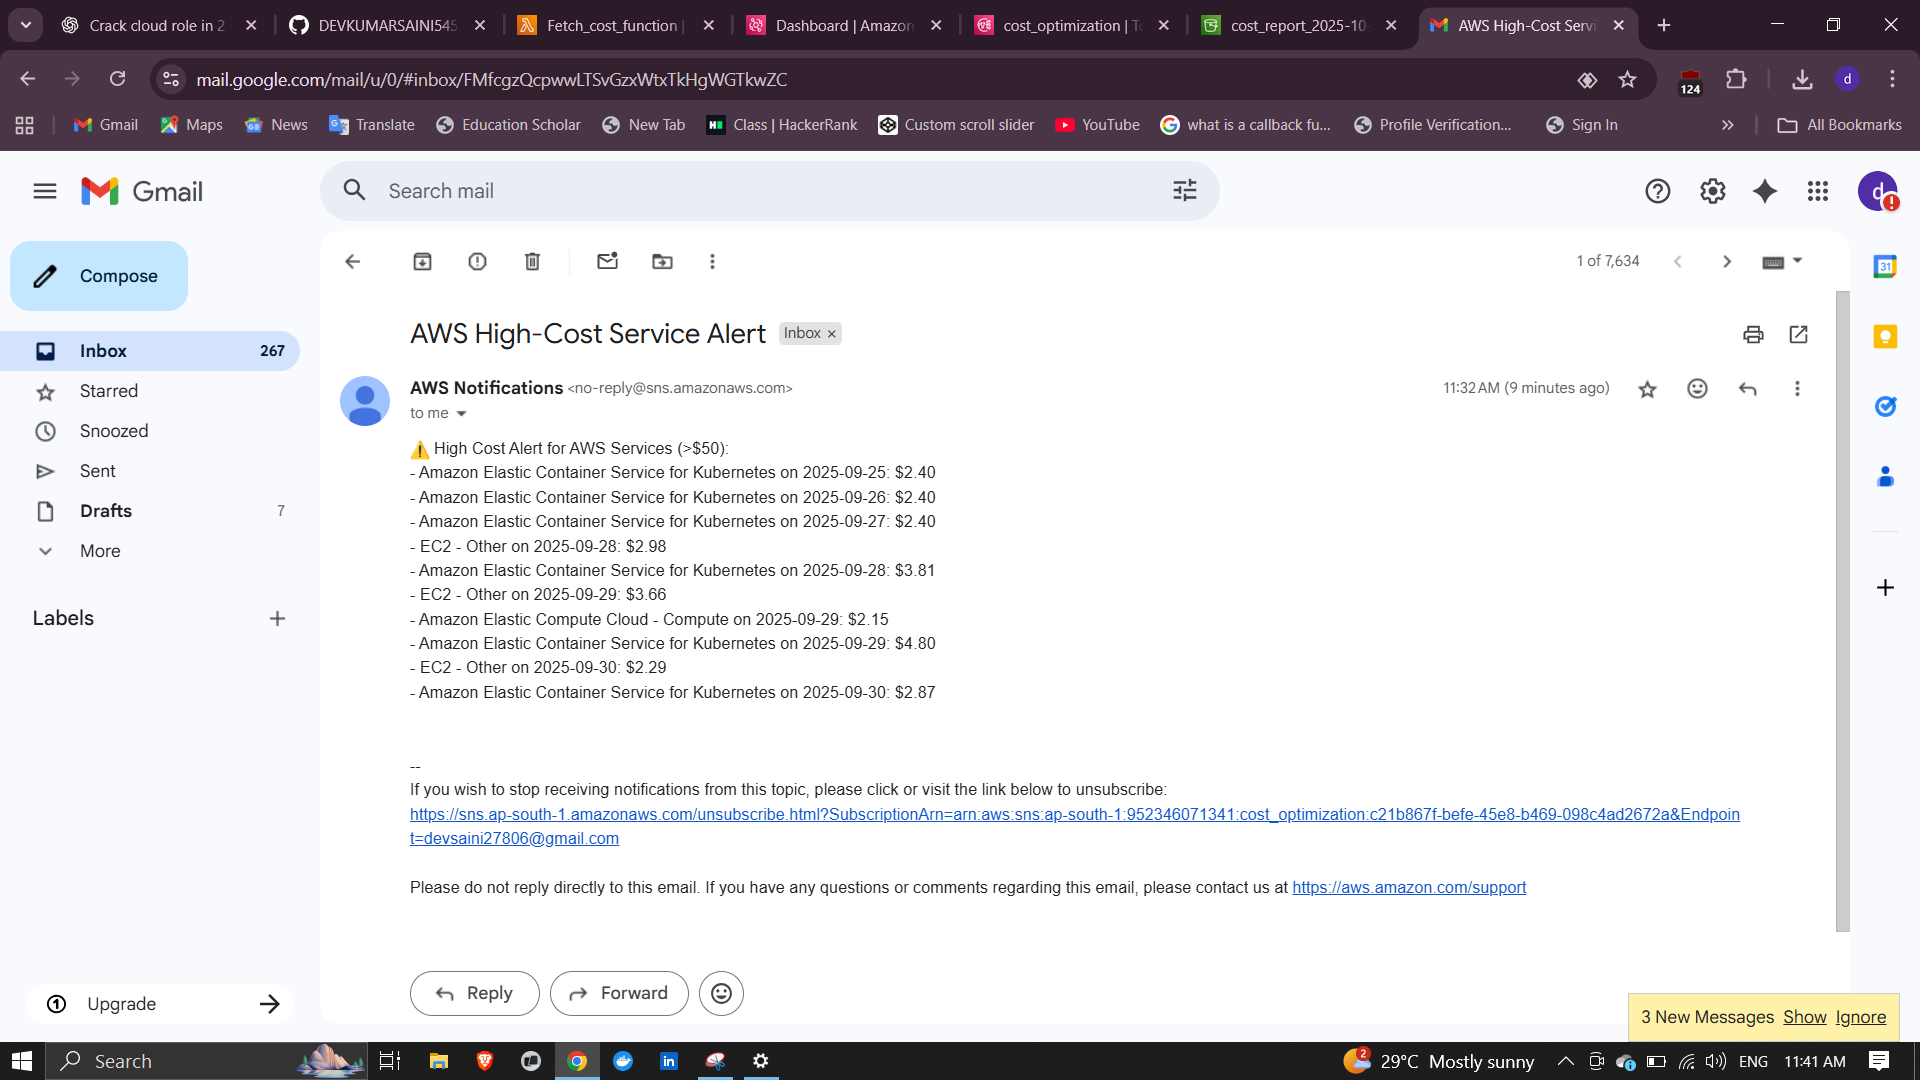 Crack cloud role in 2
DEVKUMARSAINI545
Fetch_cost_function |
Dashboard | Amazon
cost_optimization | To
cost_report_2025-10-
AWS High-Cost Servi
mail.google.com/mail/u/0/#inbox/FMfcgzQcpwwLTSvGzxWtxTkHgWGTkwZC
124
d
Gmail
Maps
News
Translate
Education Scholar
New Tab
Class | HackerRank
Custom scroll slider
YouTube
what is a callback fu...
Profile Verification...
Sign In
All Bookmarks
Gmail
Search mail
d
Compose
1 of 7,634
31
AWS High-Cost Service Alert
Inbox ×
Inbox 267
Starred
Snoozed
Sent
Drafts 7
More
Labels
AWS Notifications <no-reply@sns.amazonaws.com>
11:32 AM (9 minutes ago)
to me
⚠️ High Cost Alert for AWS Services (>$50):
- Amazon Elastic Container Service for Kubernetes on 2025-09-25: $2.40
- Amazon Elastic Container Service for Kubernetes on 2025-09-26: $2.40
- Amazon Elastic Container Service for Kubernetes on 2025-09-27: $2.40
- EC2 - Other on 2025-09-28: $2.98
- Amazon Elastic Container Service for Kubernetes on 2025-09-28: $3.81
- EC2 - Other on 2025-09-29: $3.66
- Amazon Elastic Compute Cloud - Compute on 2025-09-29: $2.15
- Amazon Elastic Container Service for Kubernetes on 2025-09-29: $4.80
- EC2 - Other on 2025-09-30: $2.29
- Amazon Elastic Container Service for Kubernetes on 2025-09-30: $2.87
--
If you wish to stop receiving notifications from this topic, please click or visit the link below to unsubscribe:
https://sns.ap-south-1.amazonaws.com/unsubscribe.html?SubscriptionArn=arn:aws:sns:ap-south-1:952346071341:cost_optimization:c21b867f-befe-45e8-b469-098c4ad2672a&Endpoin
t=devsaini27806@gmail.com
Please do not reply directly to this email. If you have any questions or comments regarding this email, please contact us at https://aws.amazon.com/support
Reply
Forward
Upgrade
3 New Messages Show Ignore
Search
2
29°C Mostly sunny
ENG
11:41 AM